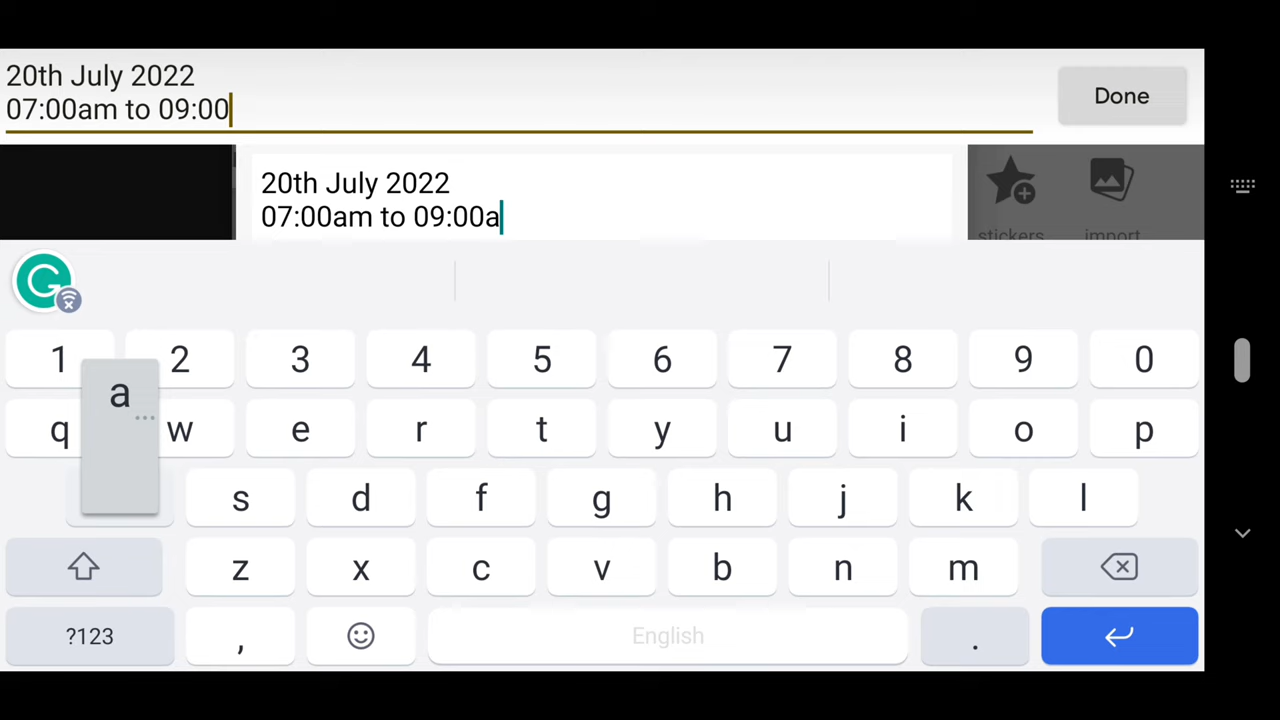 20th July 2022
07:00am to 09:00
Done
20th July 2022
07:00am to 09:00a
stickers
import
1 2 3 4 5 6 7 8 9 0
a
q w e r t y u i o p
s d f g h j k l
z x c v b n m
?123 , English .